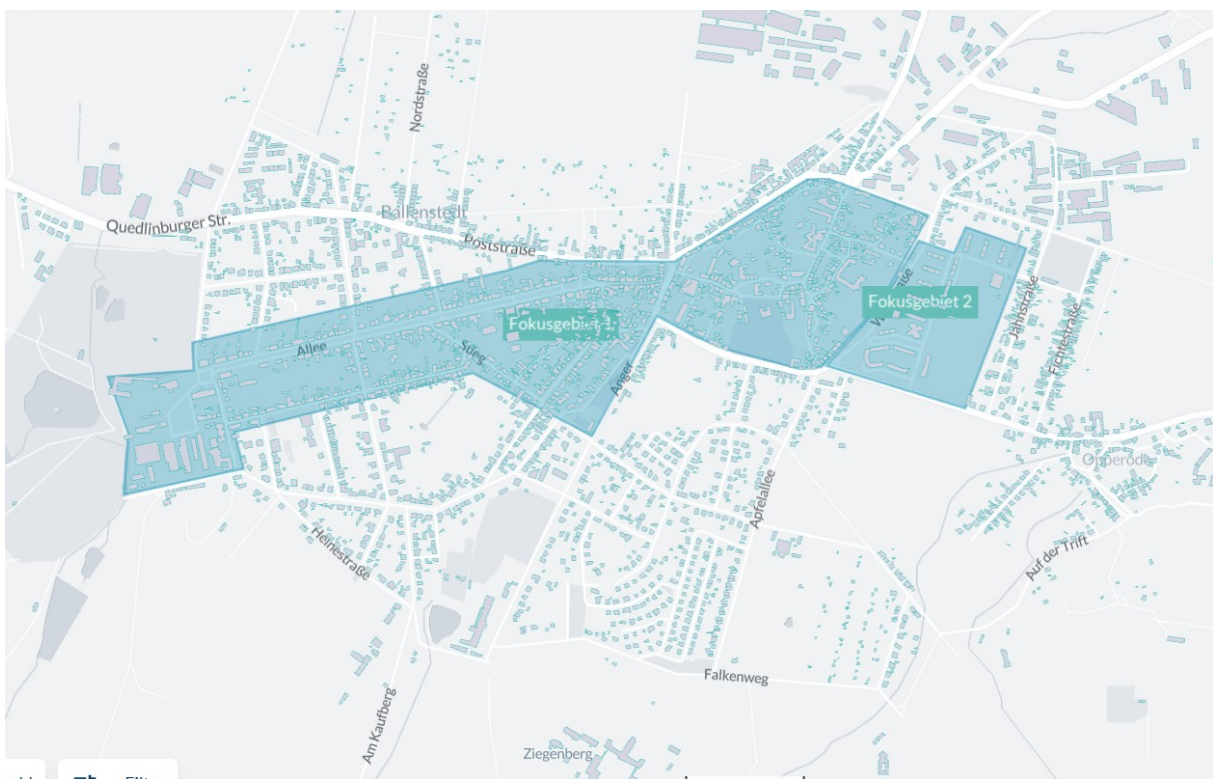 Nordstraße
Quedlinburger Str.
Ballenstedt
Poststraße
Fokusgebiet 2
Fokusgebiet 1
Jahnstraße
Fichtestraße
Allee
Stieg
Anger
Opperode
Apfelallee
Heinestraße
Auf der Trift
Falkenweg
Am Kaufberg
Ziegenberg